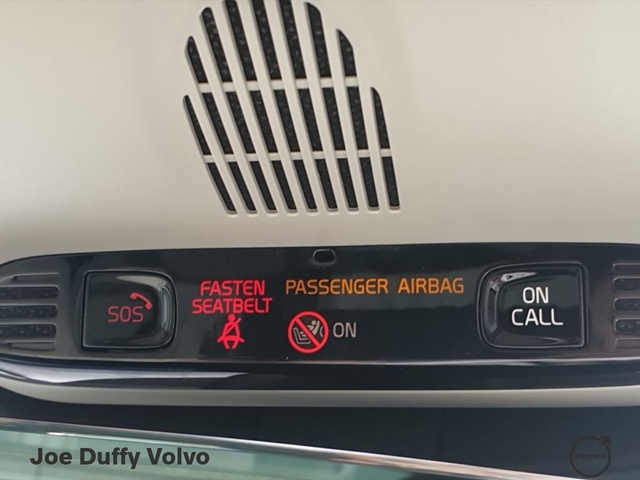 FASTEN
SEATBELT
PASSENGER AIRBAG
SOS
ON
ON
CALL
Joe Duffy Volvo